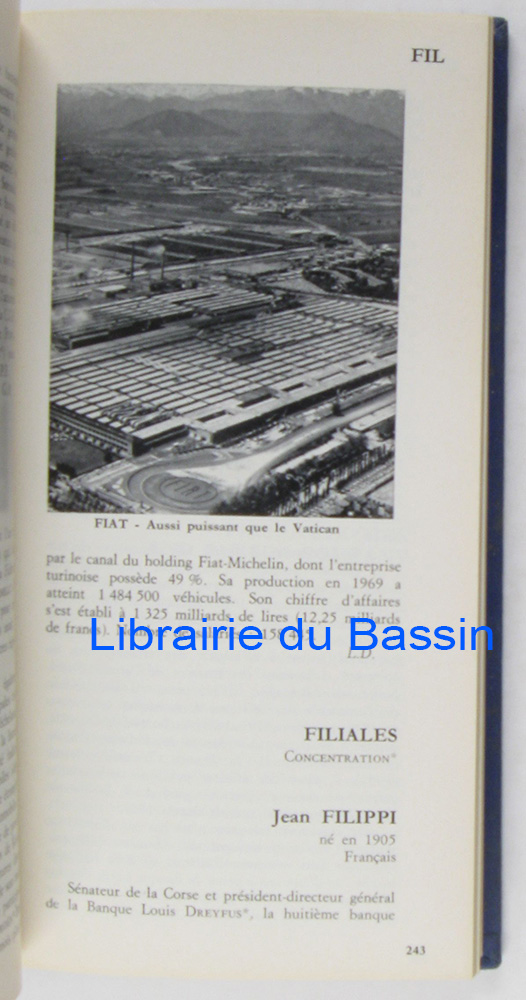 FIL
FIAT - Aussi puissant que le Vatican
par le canal du holding Fiat-Michelin, dont l'entreprise
turinoise possède 49 %. Sa production en 1969 a
atteint 1 484 500 véhicules. Son chiffre d'affaires
s'est établi à 1 325 milliards de lires (12,25 milliards
de francs).
Librairie du Bassin
L.D.
FILIALES
CONCENTRATION*
Jean FILIPPI
né en 1905
Français
Sénateur de la Corse et président-directeur général
de la Banque Louis DREYFUS*, la huitième banque
243